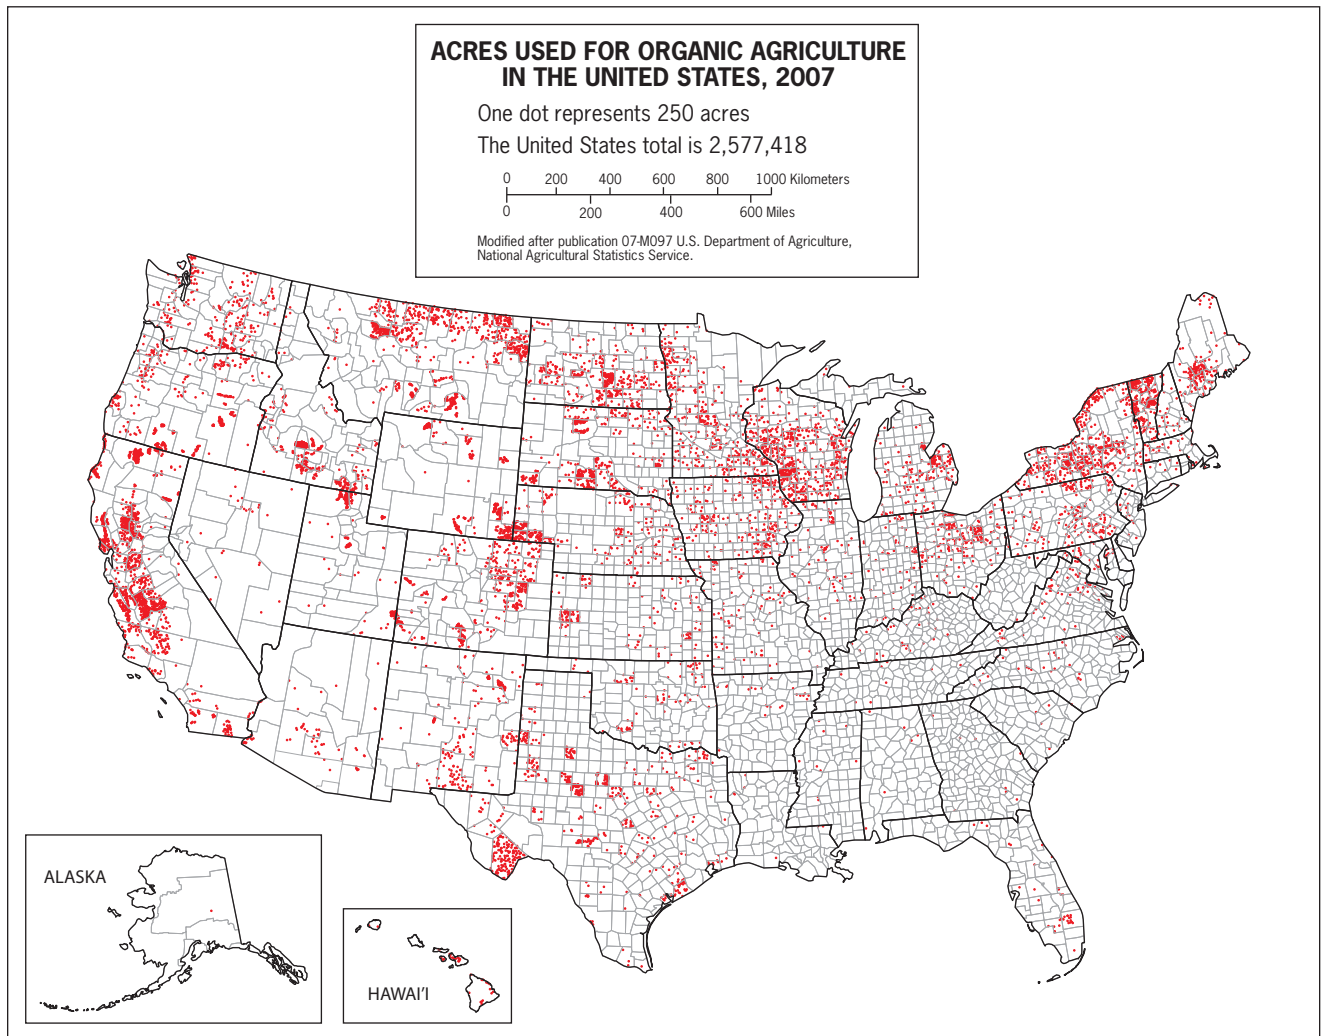 ACRES USED FOR ORGANIC AGRICULTURE
IN THE UNITED STATES, 2007
One dot represents 250 acres
The United States total is 2,577,418
0 200 400 600 800 1000 Kilometers
0 200 400 600 Miles
Modified after publication 07-M097 U.S. Department of Agriculture,
National Agricultural Statistics Service.
ALASKA
HAWAI'I